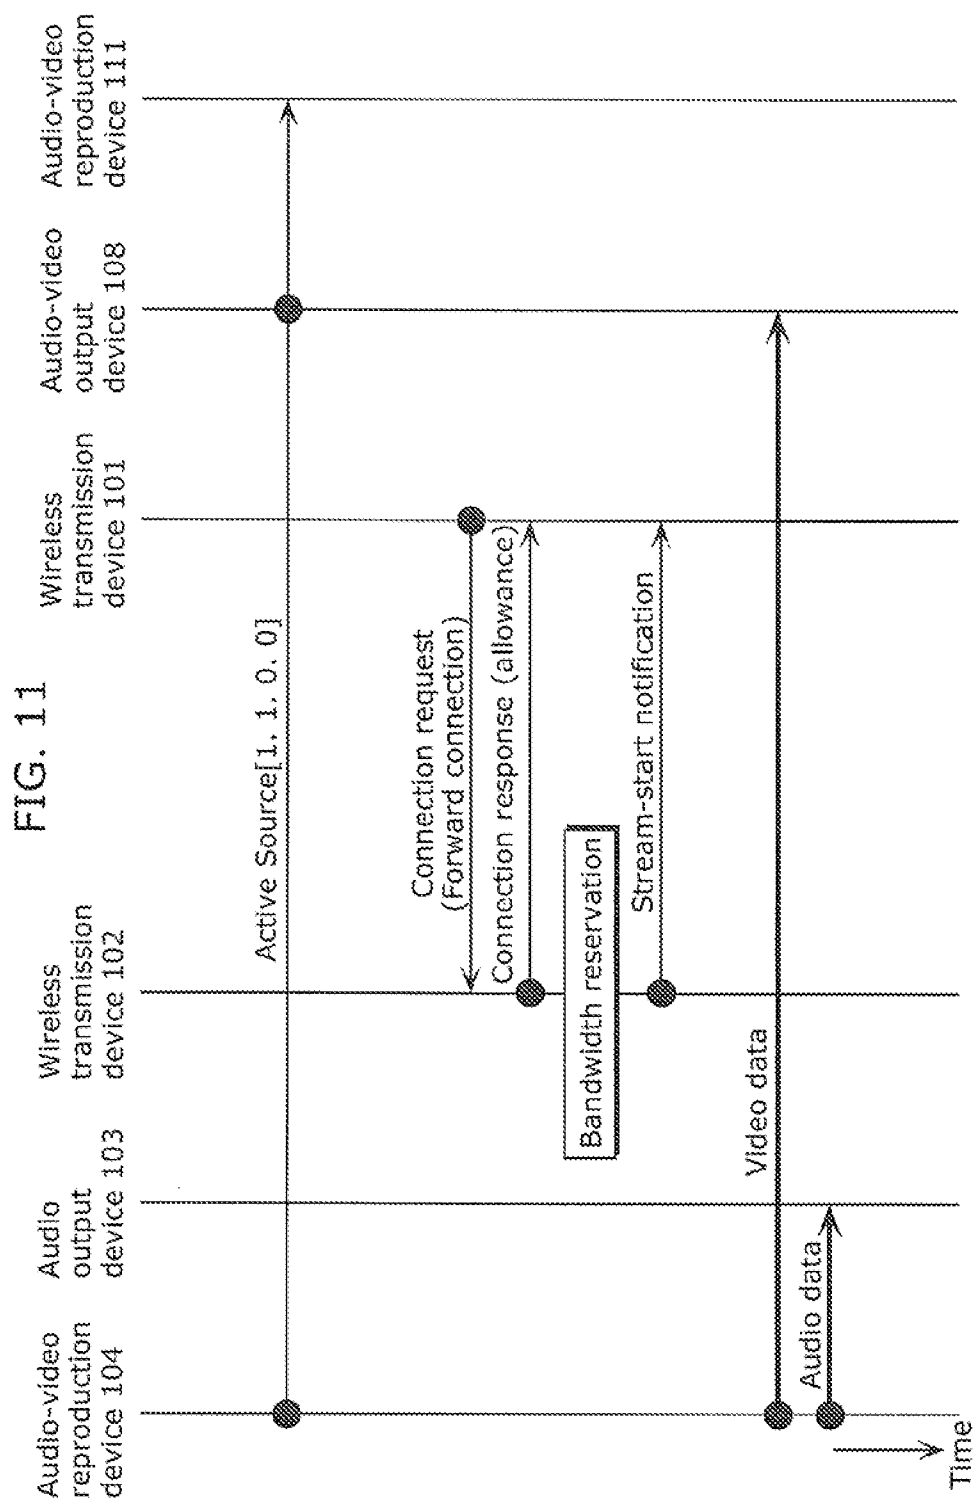 FIG. 11
Audio-video
reproduction
device 104
Audio
output
device 103
Wireless
transmission
device 102
Wireless
transmission
device 101
Audio-video
output
device 108
Audio-video
reproduction
device 111
Active Source[1. 1. 0. 0]
Connection request
(Forward connection)
Connection response (allowance)
Bandwidth reservation
Stream-start notification
Video data
Audio data
Time